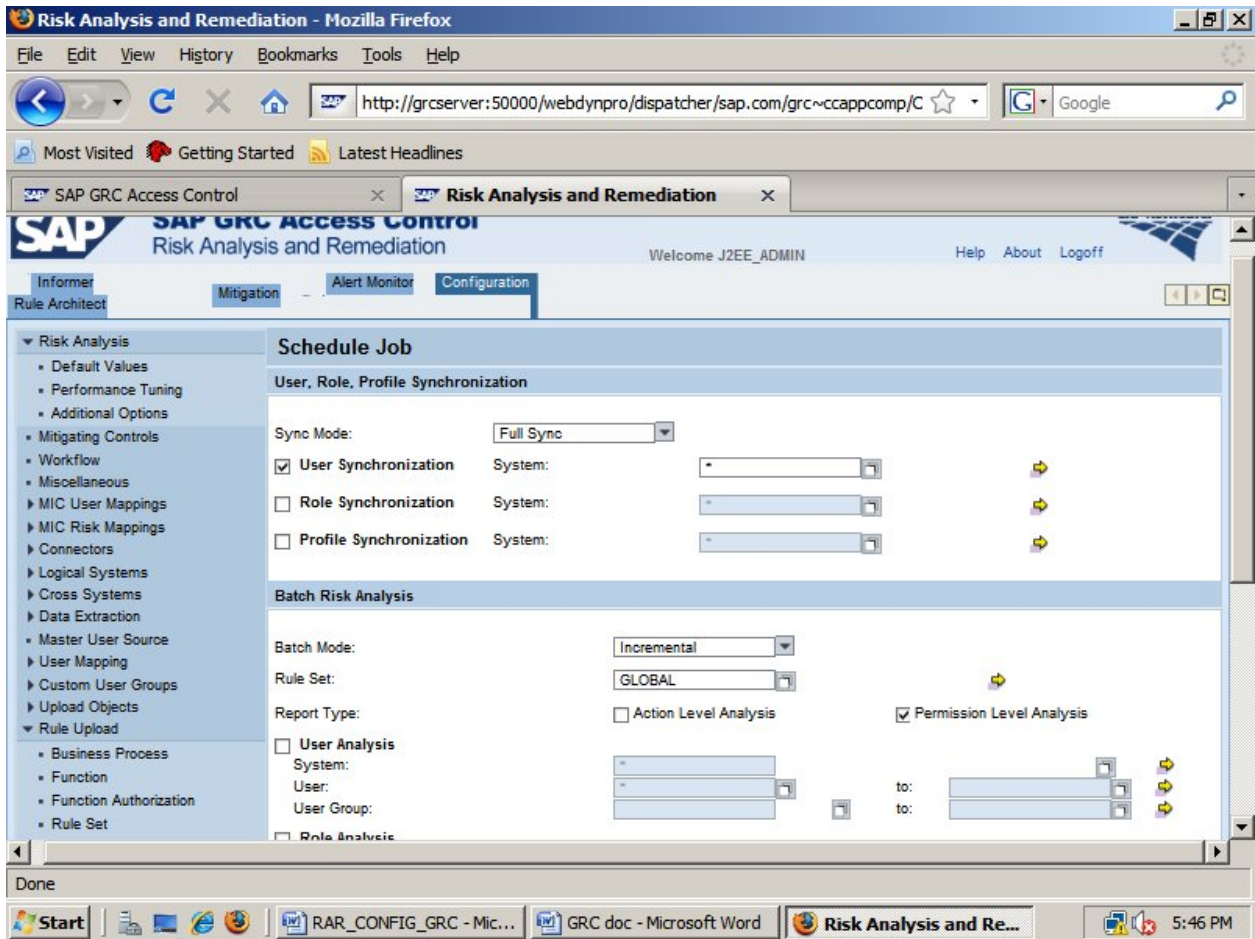 Risk Analysis and Remediation - Mozilla Firefox
File Edit View History Bookmarks Tools Help
http://grcserver:50000/webdynpro/dispatcher/sap.com/grc~ccappcomp/C
G Google
Most Visited Getting Started Latest Headlines
SAP GRC Access Control
Risk Analysis and Remediation
SAP SAP GRC Access Control
Risk Analysis and Remediation
Welcome J2EE_ADMIN
Help About Logoff
Informer
Rule Architect
Mitigation
Alert Monitor
Configuration
Risk Analysis
Default Values
Performance Tuning
Additional Options
Mitigating Controls
Workflow
Miscellaneous
MIC User Mappings
MIC Risk Mappings
Connectors
Logical Systems
Cross Systems
Data Extraction
Master User Source
User Mapping
Custom User Groups
Upload Objects
Rule Upload
Business Process
Function
Function Authorization
Rule Set
Schedule Job
User, Role, Profile Synchronization
Sync Mode: Full Sync
User Synchronization System: *
Role Synchronization System: *
Profile Synchronization System: *
Batch Risk Analysis
Batch Mode: Incremental
Rule Set: GLOBAL
Report Type: Action Level Analysis Permission Level Analysis
User Analysis
System: *
User: * to:
User Group: to:
Role Analysis
Done
Start RAR_CONFIG_GRC - Mic... GRC doc - Microsoft Word Risk Analysis and Re... 5:46 PM